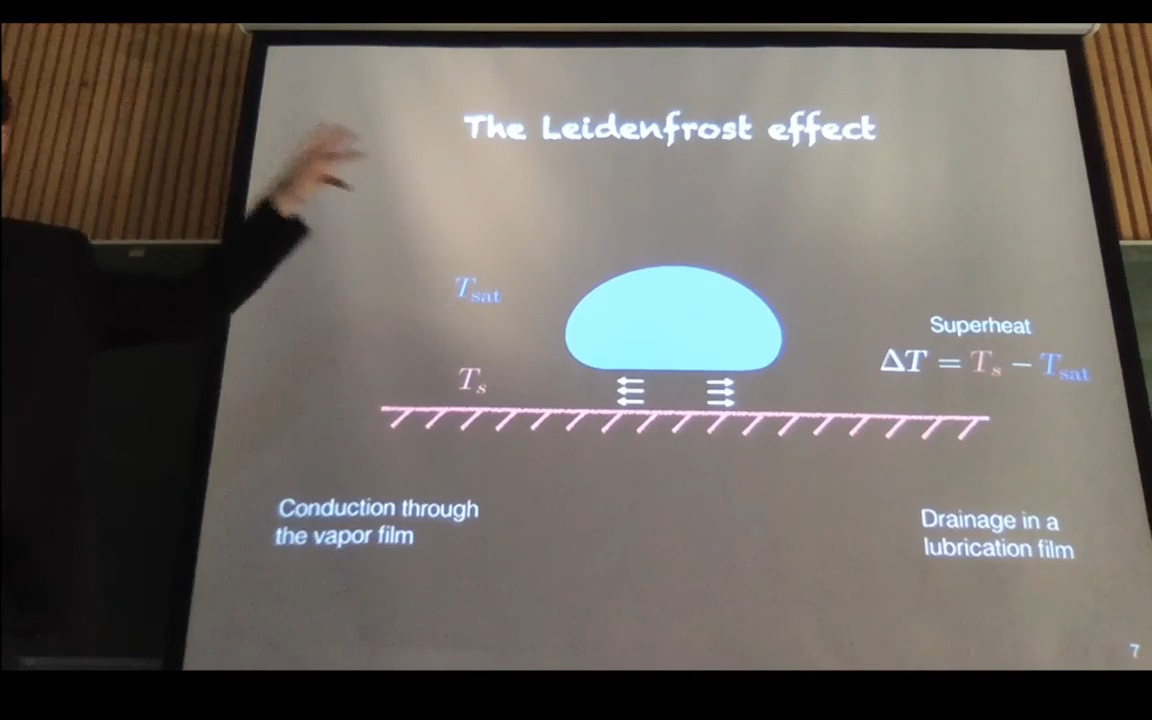 The Leidenfrost effect
T_sat
Superheat
ΔT = T_s − T_sat
T_s
Conduction through
the vapor film
Drainage in a
lubrication film
7